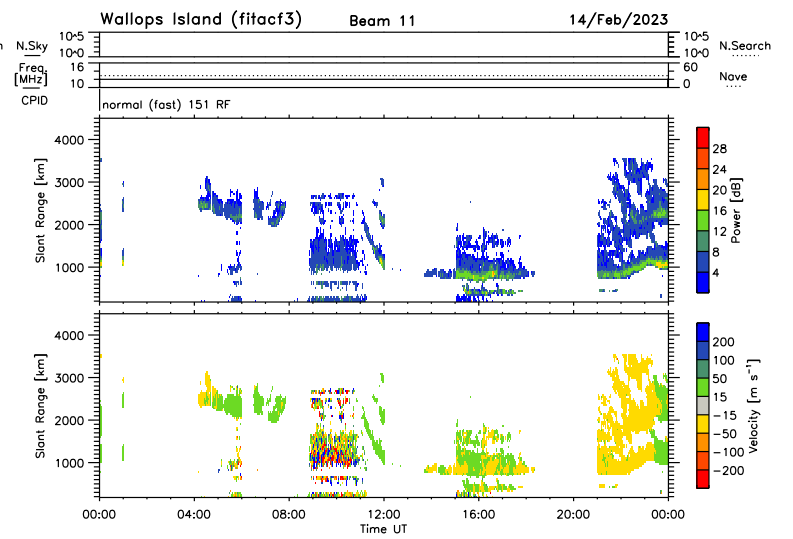 Wallops Island (fitacf3) Beam 11 14/Feb/2023
n N.Sky 10^5 10^0 10^5 10^0 N.Search
Freq. [MHz] 16 10 60 0 Nave
CPID normal (fast) 151 RF
Slant Range [km] 4000 3000 2000 1000
Power [dB] 28 24 20 16 12 8 4
Slant Range [km] 4000 3000 2000 1000
Velocity [m s⁻¹] 200 100 50 15 −15 −50 −100 −200
00:00 04:00 08:00 12:00 16:00 20:00 00:00
Time UT